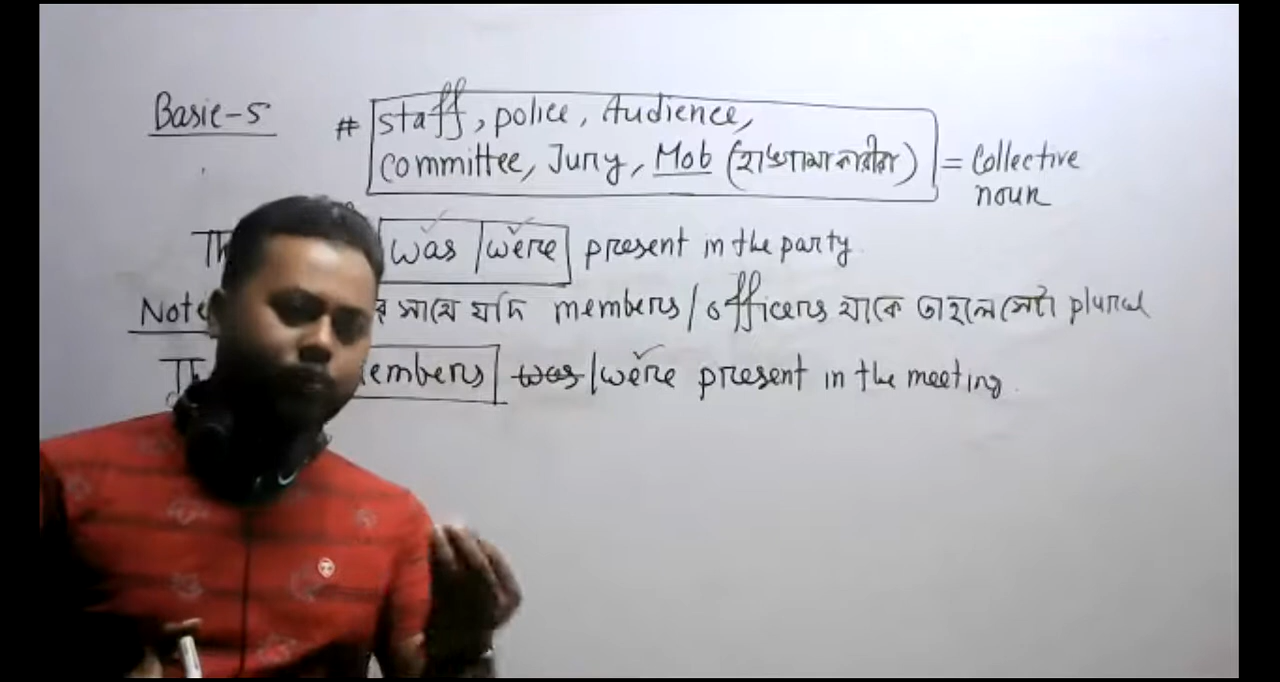 Basic-5
# staff, police, Audience,
committee, Jury, Mob (হাঙ্গামাকারীরা) = Collective noun
was / were present in the party.
Note সাথে যদি members / officers থাকে তাহলে সেটা plural
was / were present in the meeting.